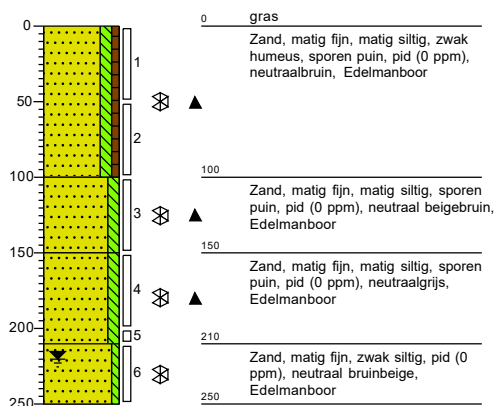 0
50
100
150
200
250
1
2
3
4
5
6
0 gras
Zand, matig fijn, matig siltig, zwak
humeus, sporen puin, pid (0 ppm),
neutraalbruin, Edelmanboor
100
Zand, matig fijn, matig siltig, sporen
puin, pid (0 ppm), neutraal beigebruin,
Edelmanboor
150
Zand, matig fijn, matig siltig, sporen
puin, pid (0 ppm), neutraalgrijs,
Edelmanboor
210
Zand, matig fijn, zwak siltig, pid (0
ppm), neutraal bruinbeige,
Edelmanboor
250